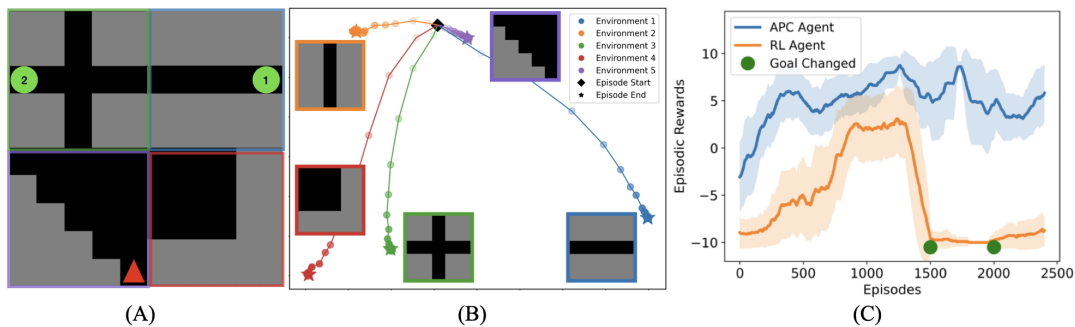 2
1
(A)
Environment 1
Environment 2
Environment 3
Environment 4
Environment 5
Episode Start
Episode End
(B)
APC Agent
RL Agent
Goal Changed
Episodic Rewards
10
5
0
−5
−10
0
500
1000
1500
2000
2500
Episodes
(C)